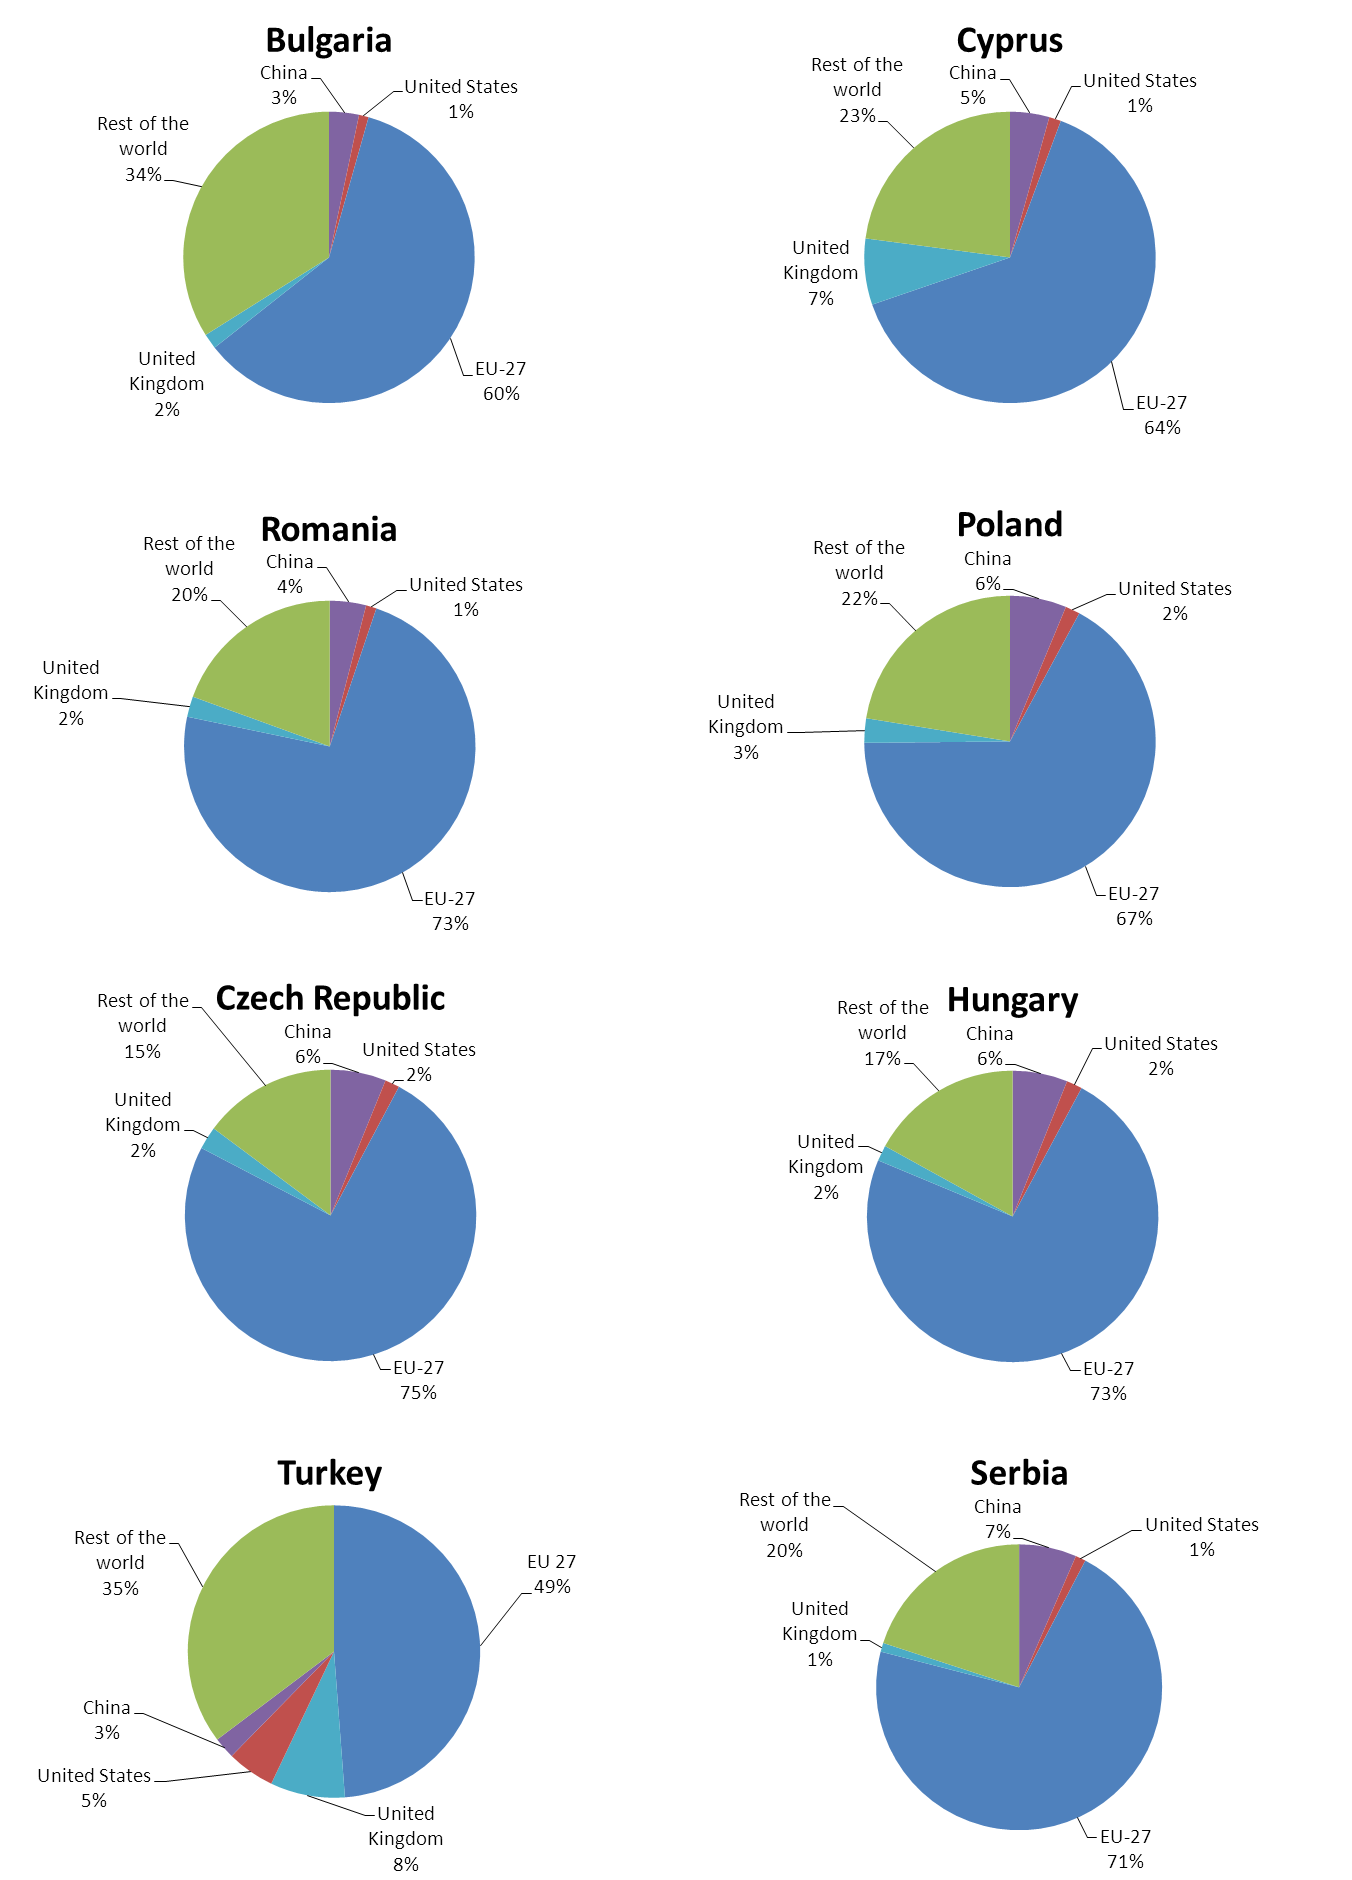 Bulgaria
China
3%
United States
1%
Rest of the
world
34%
United
Kingdom
2%
EU-27
60%
Cyprus
Rest of the
world
23%
China
5%
United States
1%
United
Kingdom
7%
EU-27
64%
Romania
Rest of the
world
20%
China
4%
United States
1%
United
Kingdom
2%
EU-27
73%
Poland
Rest of the
world
22%
China
6%
United States
2%
United
Kingdom
3%
EU-27
67%
Czech Republic
Rest of the
world
15%
China
6%
United States
2%
United
Kingdom
2%
EU-27
75%
Hungary
Rest of the
world
17%
China
6%
United States
2%
United
Kingdom
2%
EU-27
73%
Turkey
Rest of the
world
35%
EU 27
49%
China
3%
United States
5%
United
Kingdom
8%
Serbia
Rest of the
world
20%
China
7%
United States
1%
United
Kingdom
1%
EU-27
71%